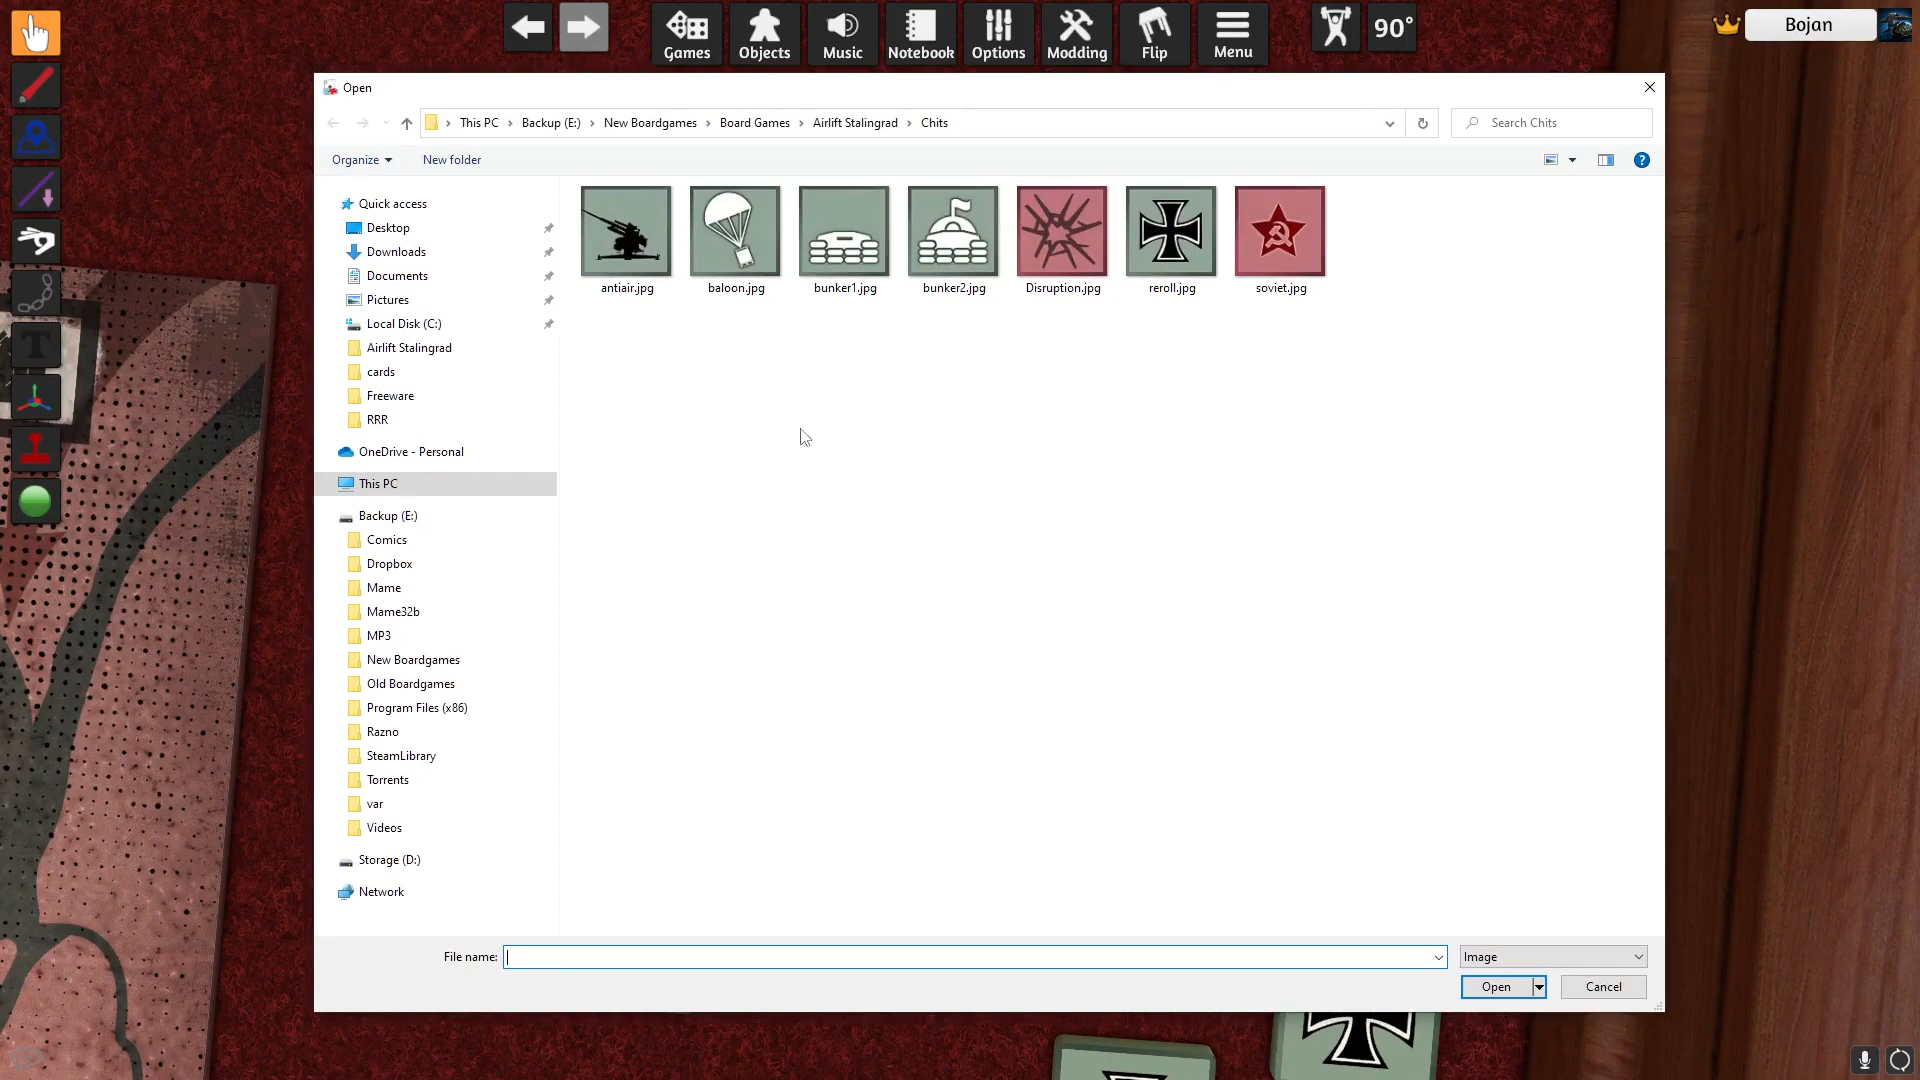 Games
Objects
Music
Notebook
Options
Modding
Flip
Menu
90°
Bojan
Open
This PC
Backup (E:)
New Boardgames
Board Games
Airlift Stalingrad
Chits
Search Chits
Organize
New folder
Quick access
Desktop
Downloads
Documents
Pictures
Local Disk (C:)
Airlift Stalingrad
cards
Freeware
RRR
OneDrive - Personal
This PC
Backup (E:)
Comics
Dropbox
Mame
Mame32b
MP3
New Boardgames
Old Boardgames
Program Files (x86)
Razno
SteamLibrary
Torrents
var
Videos
Storage (D:)
Network
antiair.jpg
baloon.jpg
bunker1.jpg
bunker2.jpg
Disruption.jpg
reroll.jpg
soviet.jpg
File name:
Image
Open
Cancel
T
?